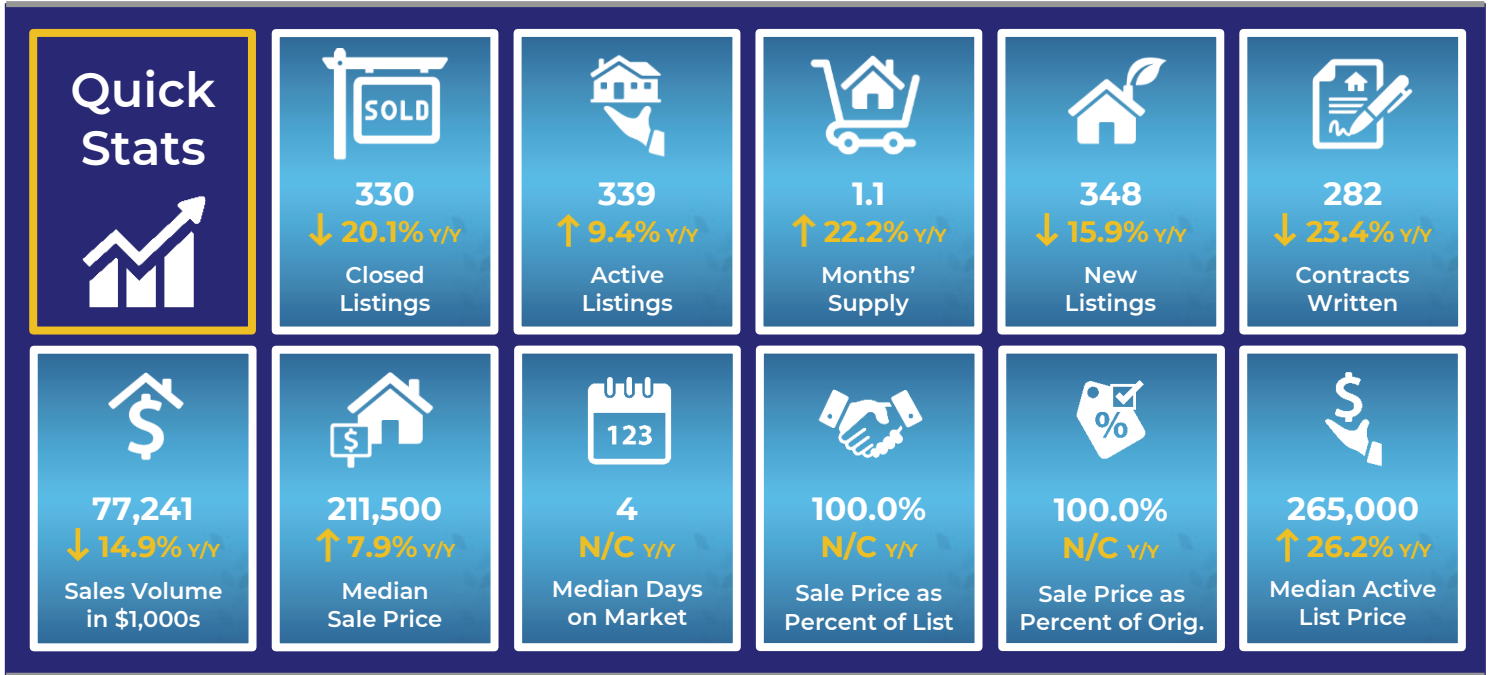 Quick
Stats
SOLD
330
↓ 20.1% Y/Y
Closed
Listings
339
↑ 9.4% Y/Y
Active
Listings
1.1
↑ 22.2% Y/Y
Months’
Supply
348
↓ 15.9% Y/Y
New
Listings
282
↓ 23.4% Y/Y
Contracts
Written
$
77,241
↓ 14.9% Y/Y
Sales Volume
in $1,000s
$
211,500
↑ 7.9% Y/Y
Median
Sale Price
123
4
N/C Y/Y
Median Days
on Market
100.0%
N/C Y/Y
Sale Price as
Percent of List
%
100.0%
N/C Y/Y
Sale Price as
Percent of Orig.
$
265,000
↑ 26.2% Y/Y
Median Active
List Price